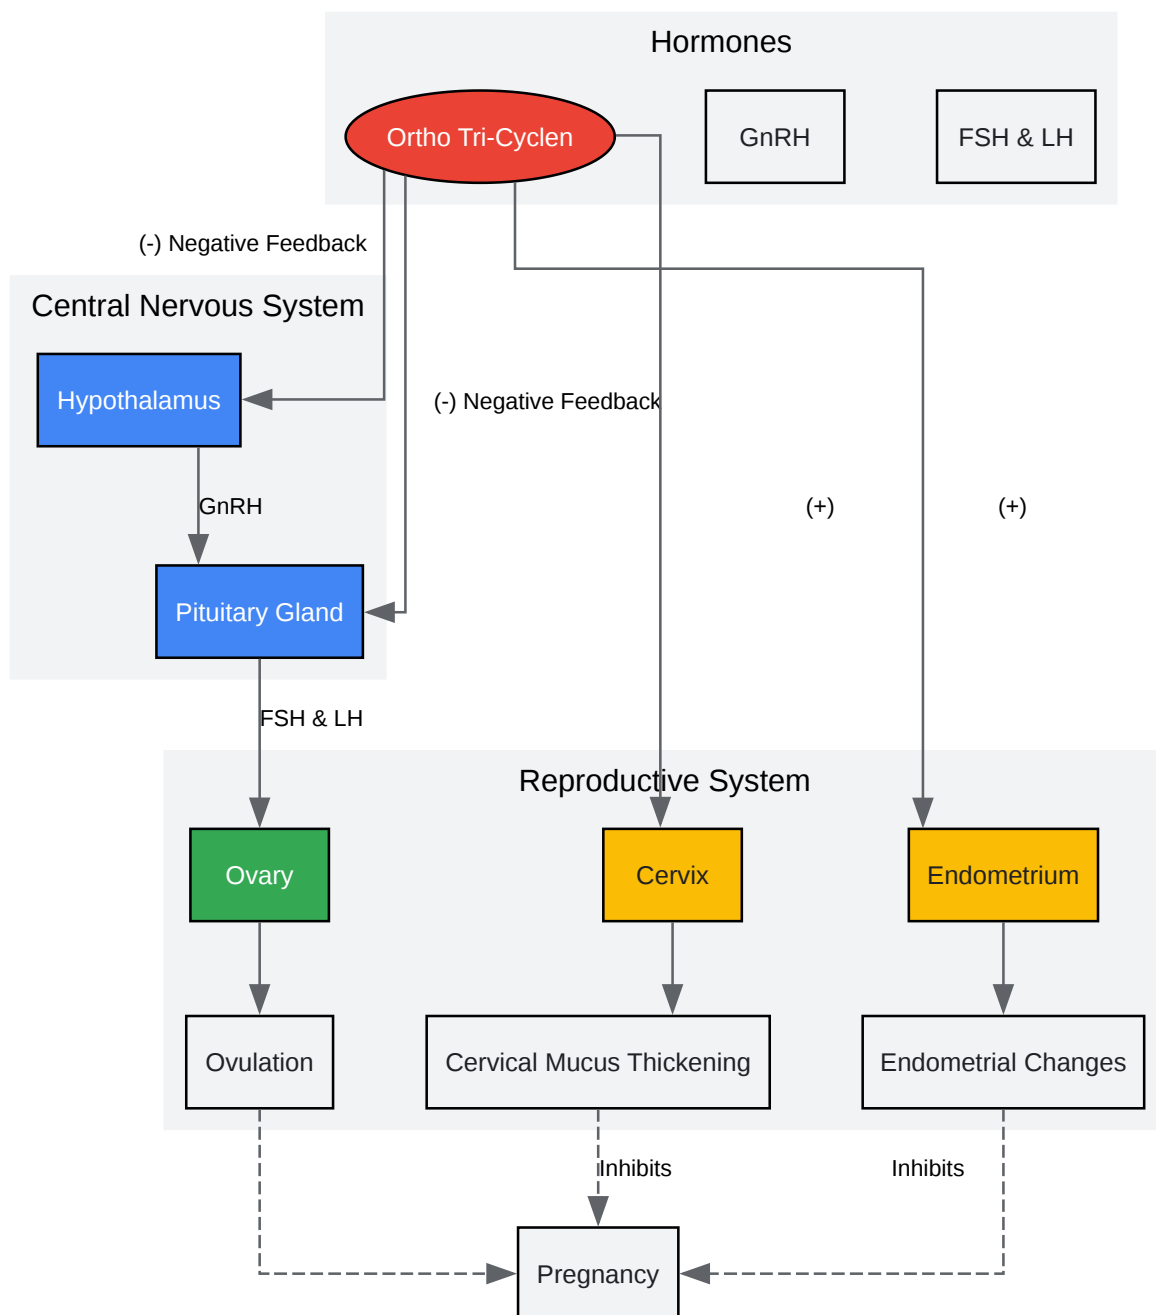 Hormones
Ortho Tri-Cyclen
GnRH
FSH & LH
(-) Negative Feedback
Central Nervous System
Hypothalamus
(-) Negative Feedback
GnRH
(+)
(+)
Pituitary Gland
FSH & LH
Reproductive System
Ovary
Cervix
Endometrium
Ovulation
Cervical Mucus Thickening
Endometrial Changes
Inhibits
Inhibits
Pregnancy